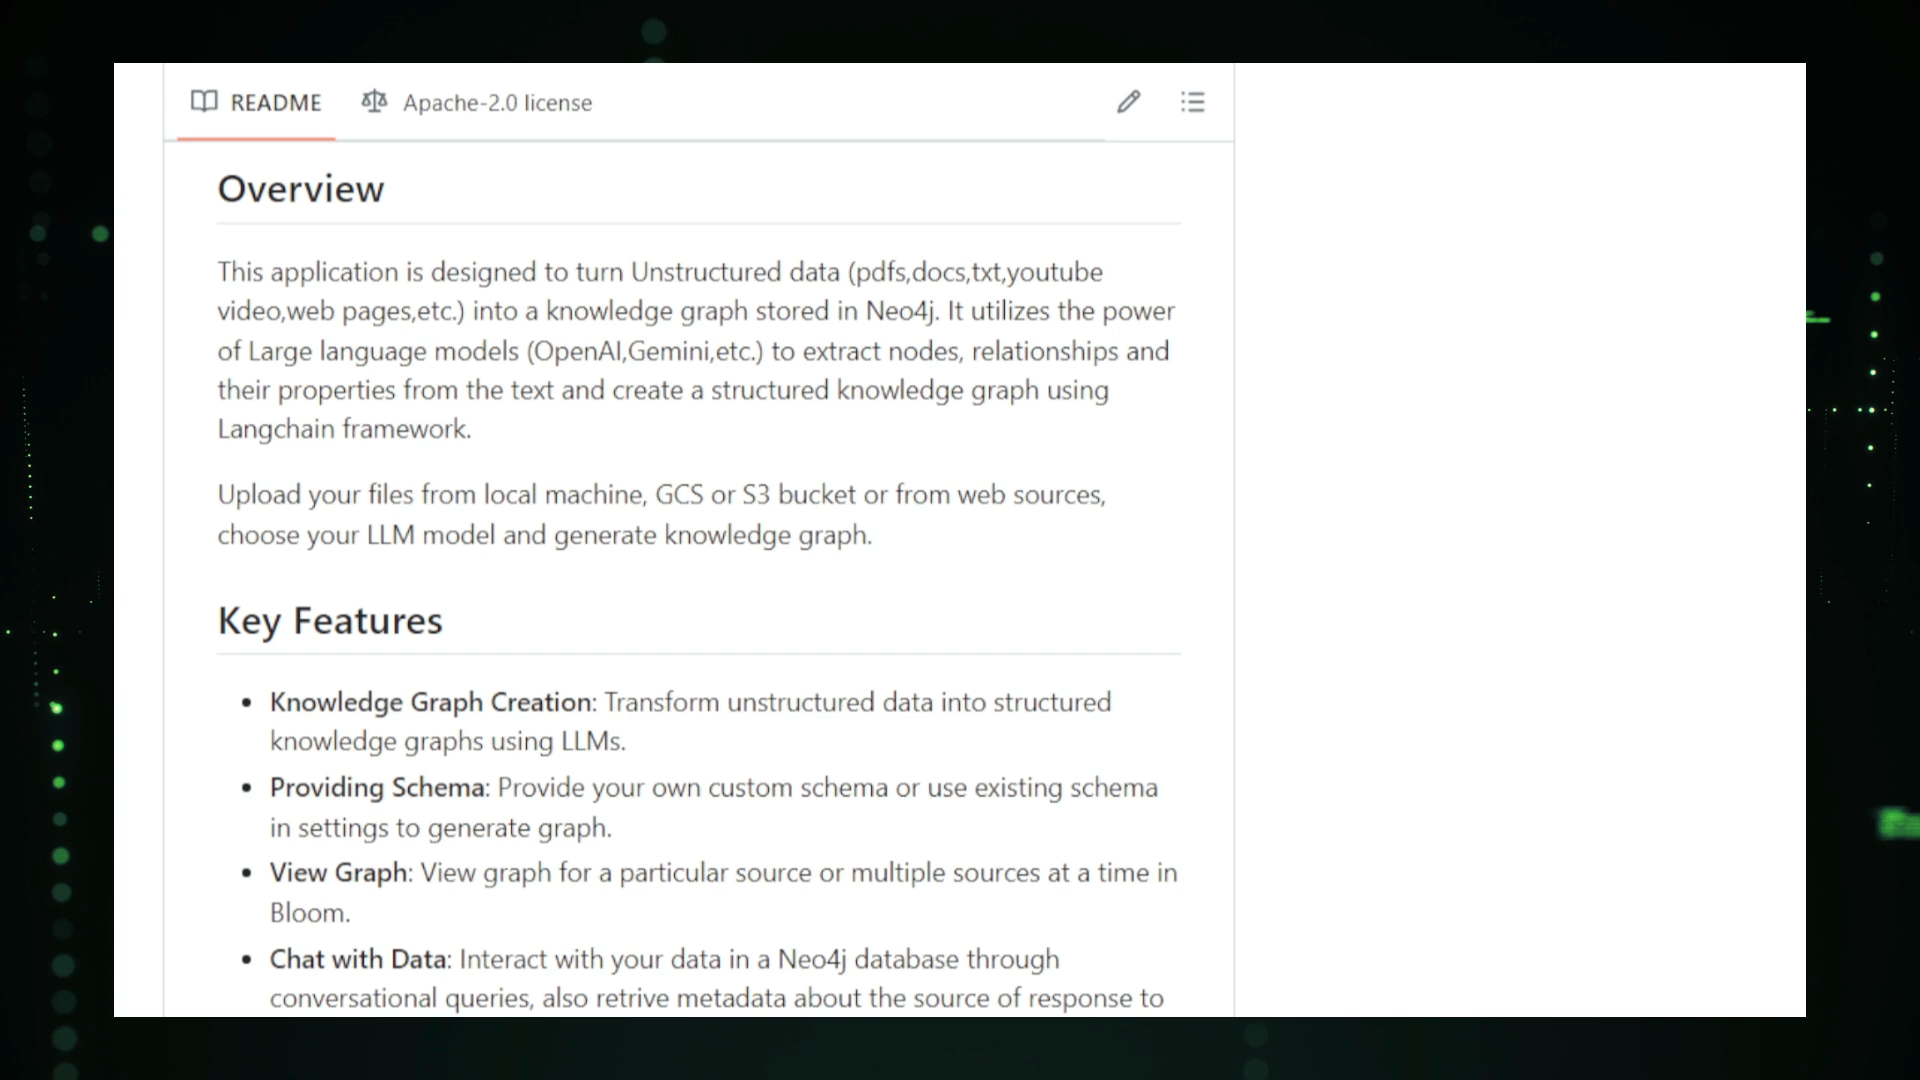 README
Apache-2.0 license
Overview
This application is designed to turn Unstructured data (pdfs,docs,txt,youtube
video,web pages,etc.) into a knowledge graph stored in Neo4j. It utilizes the power
of Large language models (OpenAI,Gemini,etc.) to extract nodes, relationships and
their properties from the text and create a structured knowledge graph using
Langchain framework.
Upload your files from local machine, GCS or S3 bucket or from web sources,
choose your LLM model and generate knowledge graph.
Key Features
• Knowledge Graph Creation: Transform unstructured data into structured
knowledge graphs using LLMs.
• Providing Schema: Provide your own custom schema or use existing schema
in settings to generate graph.
• View Graph: View graph for a particular source or multiple sources at a time in
Bloom.
• Chat with Data: Interact with your data in a Neo4j database through
conversational queries, also retrive metadata about the source of response to